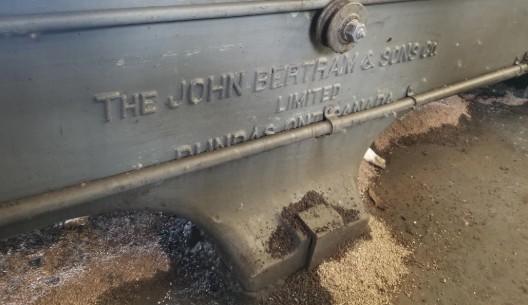 THE JOHN BERTRAM & SONS CO.
LIMITED
DUNDAS, ONT. CANADA